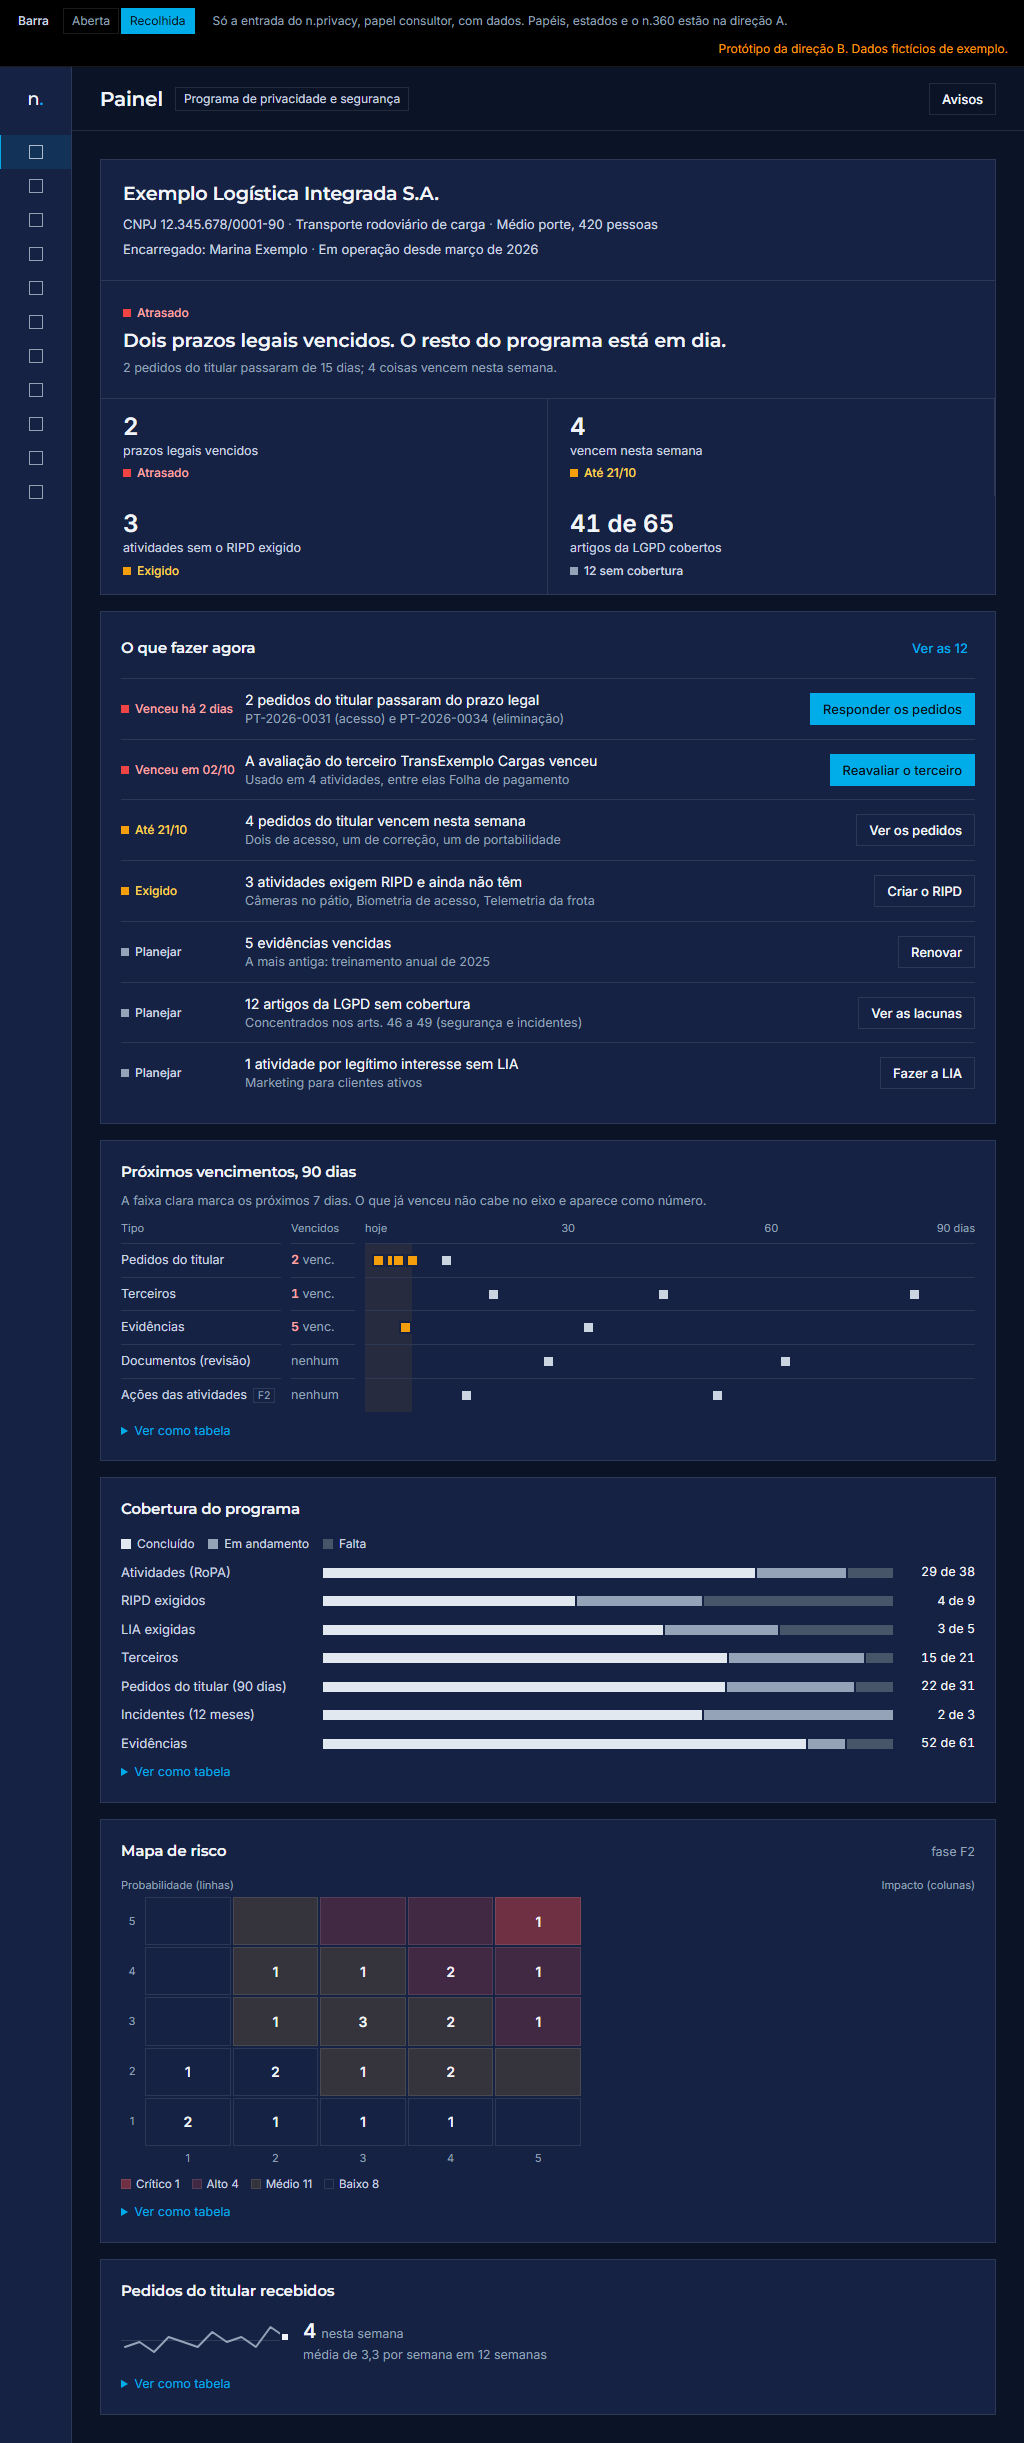 Barra Aberta Recolhida Só a entrada do n.privacy, papel consultor, com dados. Papéis, estados e o n.360 estão na direção A.
Protótipo da direção B. Dados fictícios de exemplo.
n.
Painel Programa de privacidade e segurança Avisos
Exemplo Logística Integrada S.A.
CNPJ 12.345.678/0001-90 · Transporte rodoviário de carga · Médio porte, 420 pessoas
Encarregado: Marina Exemplo · Em operação desde março de 2026
Atrasado
Dois prazos legais vencidos. O resto do programa está em dia.
2 pedidos do titular passaram de 15 dias; 4 coisas vencem nesta semana.
2
prazos legais vencidos
Atrasado
4
vencem nesta semana
Até 21/10
3
atividades sem o RIPD exigido
Exigido
41 de 65
artigos da LGPD cobertos
12 sem cobertura
O que fazer agora Ver as 12
Venceu há 2 dias 2 pedidos do titular passaram do prazo legal Responder os pedidos
PT-2026-0031 (acesso) e PT-2026-0034 (eliminação)
Venceu em 02/10 A avaliação do terceiro TransExemplo Cargas venceu Reavaliar o terceiro
Usado em 4 atividades, entre elas Folha de pagamento
Até 21/10 4 pedidos do titular vencem nesta semana Ver os pedidos
Dois de acesso, um de correção, um de portabilidade
Exigido 3 atividades exigem RIPD e ainda não têm Criar o RIPD
Câmeras no pátio, Biometria de acesso, Telemetria da frota
Planejar 5 evidências vencidas Renovar
A mais antiga: treinamento anual de 2025
Planejar 12 artigos da LGPD sem cobertura Ver as lacunas
Concentrados nos arts. 46 a 49 (segurança e incidentes)
Planejar 1 atividade por legítimo interesse sem LIA Fazer a LIA
Marketing para clientes ativos
Próximos vencimentos, 90 dias
A faixa clara marca os próximos 7 dias. O que já venceu não cabe no eixo e aparece como número.
Tipo Vencidos hoje 30 60 90 dias
Pedidos do titular 2 venc.
Terceiros 1 venc.
Evidências 5 venc.
Documentos (revisão) nenhum
Ações das atividades F2 nenhum
Ver como tabela
Cobertura do programa
Concluído Em andamento Falta
Atividades (RoPA) 29 de 38
RIPD exigidos 4 de 9
LIA exigidas 3 de 5
Terceiros 15 de 21
Pedidos do titular (90 dias) 22 de 31
Incidentes (12 meses) 2 de 3
Evidências 52 de 61
Ver como tabela
Mapa de risco fase F2
Probabilidade (linhas) Impacto (colunas)
5 1
4 1 1 2 1
3 1 3 2 1
2 1 2 1 2
1 2 1 1 1
1 2 3 4 5
Crítico 1 Alto 4 Médio 11 Baixo 8
Ver como tabela
Pedidos do titular recebidos
4 nesta semana
média de 3,3 por semana em 12 semanas
Ver como tabela